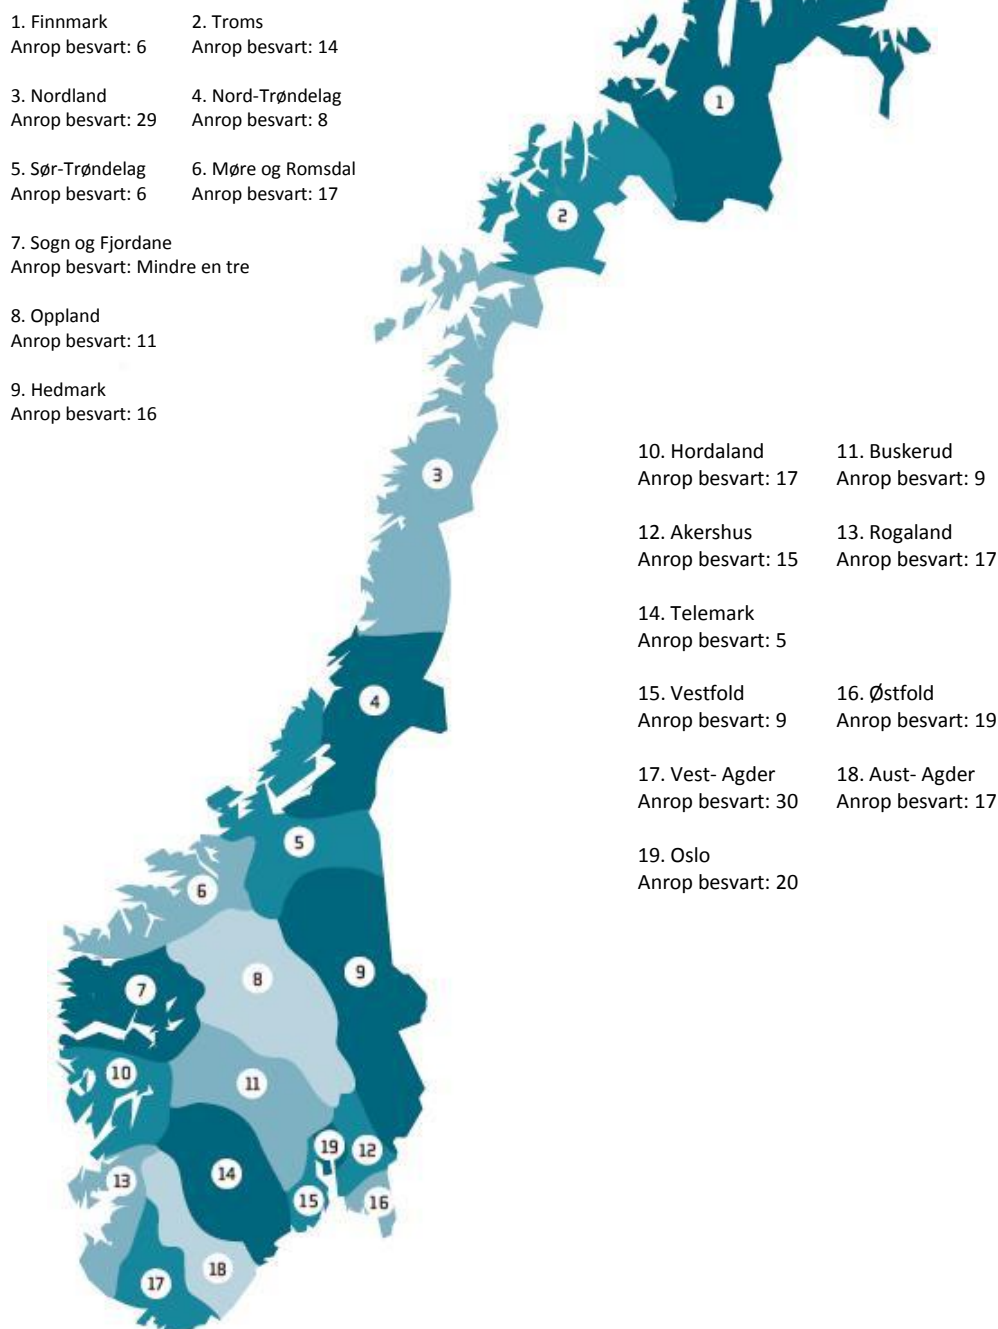 1. Finnmark
Anrop besvart: 6
2. Troms
Anrop besvart: 14
3. Nordland
Anrop besvart: 29
4. Nord-Trøndelag
Anrop besvart: 8
5. Sør-Trøndelag
Anrop besvart: 6
6. Møre og Romsdal
Anrop besvart: 17
7. Sogn og Fjordane
Anrop besvart: Mindre en tre
8. Oppland
Anrop besvart: 11
9. Hedmark
Anrop besvart: 16
10. Hordaland
Anrop besvart: 17
11. Buskerud
Anrop besvart: 9
12. Akershus
Anrop besvart: 15
13. Rogaland
Anrop besvart: 17
14. Telemark
Anrop besvart: 5
15. Vestfold
Anrop besvart: 9
16. Østfold
Anrop besvart: 19
17. Vest- Agder
Anrop besvart: 30
18. Aust- Agder
Anrop besvart: 17
19. Oslo
Anrop besvart: 20
1
2
3
4
5
6
7
8
9
10
11
19
12
14
13
15
16
18
17